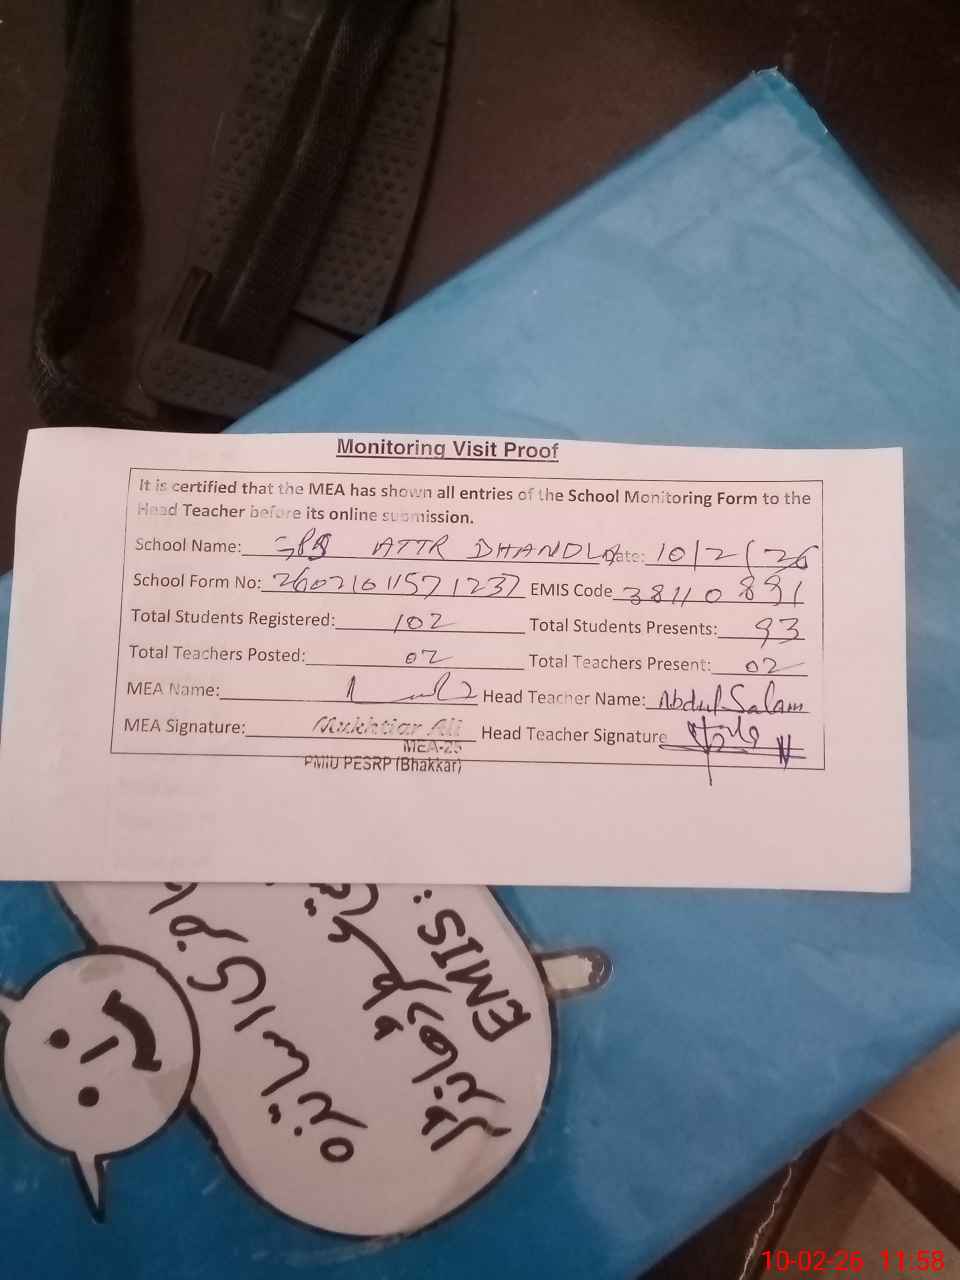 Monitoring Visit Proof
It is certified that the MEA has shown all entries of the School Monitoring Form to the
Head Teacher before its online submission.
School Name: GPS ATTR DHANDLA Date: 10/2/26
School Form No: 26021011571237 EMIS Code 38110891
Total Students Registered: 102 Total Students Presents: 93
Total Teachers Posted: 02 Total Teachers Present: 02
MEA Name: Head Teacher Name: Abdul Salam
MEA Signature: Mukhtiar Ali Head Teacher Signature
MEA-25
PMIU PESRP (Bhakkar)
EMIS:
10-02-26 11:58